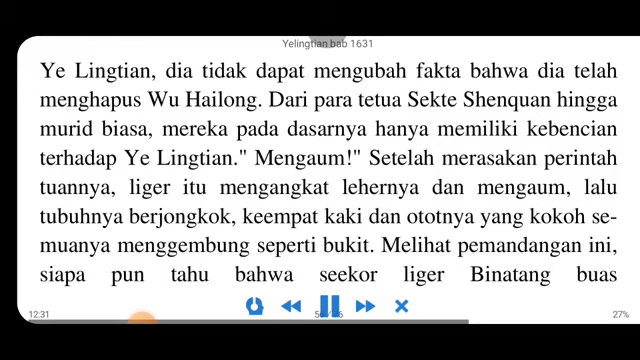 Yelingtian bab 1631
Ye Lingtian, dia tidak dapat mengubah fakta bahwa dia telah
menghapus Wu Hailong. Dari para tetua Sekte Shenquan hingga
murid biasa, mereka pada dasarnya hanya memiliki kebencian
terhadap Ye Lingtian." Mengaum!" Setelah merasakan perintah
tuannya, liger itu mengangkat lehernya dan mengaum, lalu
tubuhnya berjongkok, keempat kaki dan ototnya yang kokoh se-
muanya menggembung seperti bukit. Melihat pemandangan ini,
siapa pun tahu bahwa seekor liger Binatang buas
12:31
27%